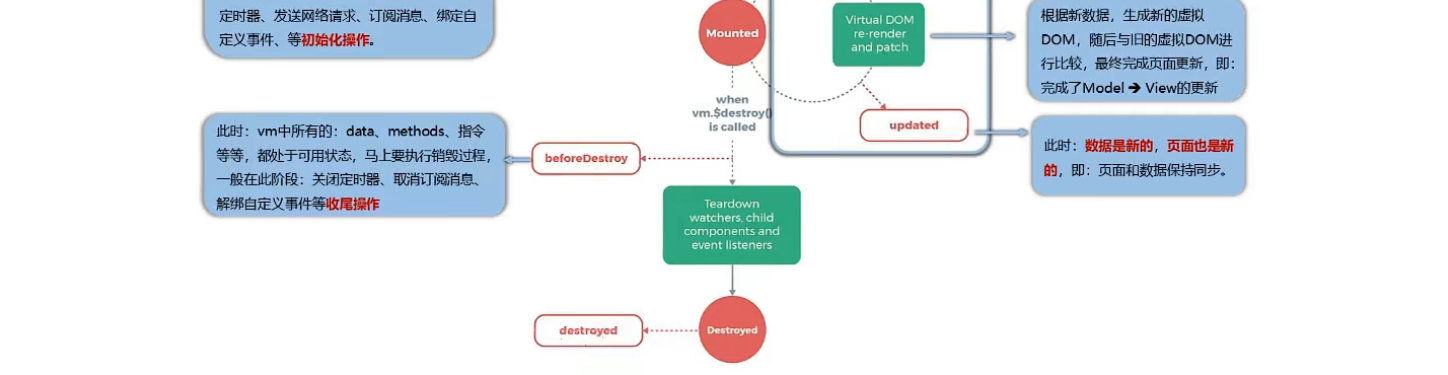 定时器、发送网络请求、订阅消息、绑定自
定义事件、等初始化操作。
Mounted
Virtual DOM
re-render
and patch
根据新数据，生成新的虚拟
DOM，随后与旧的虚拟DOM进
行比较，最终完成页面更新，即：
完成了Model ➔ View的更新
when
vm.$destroy()
is called
updated
此时：数据是新的，页面也是新
的，即：页面和数据保持同步。
此时：vm中所有的：data、methods、指令
等等，都处于可用状态，马上要执行销毁过程，
一般在此阶段：关闭定时器、取消订阅消息、
解绑自定义事件等收尾操作
beforeDestroy
Teardown
watchers, child
components and
event listeners
destroyed
Destroyed